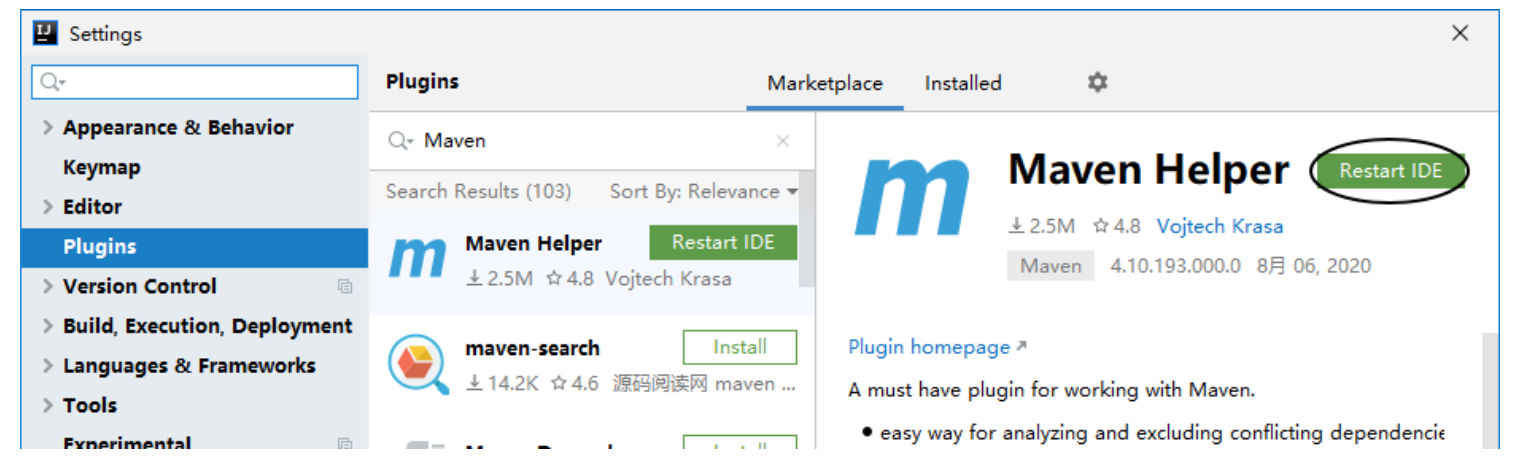 Settings
Plugins
Marketplace
Installed
Appearance & Behavior
Keymap
Editor
Plugins
Version Control
Build, Execution, Deployment
Languages & Frameworks
Tools
Experimental
Maven
Search Results (103) Sort By: Relevance
Maven Helper Restart IDE
2.5M 4.8 Vojtech Krasa
maven-search Install
14.2K 4.6 源码阅读网 maven ...
Maven Helper Restart IDE
2.5M 4.8 Vojtech Krasa
Maven 4.10.193.000.0 8月 06, 2020
Plugin homepage
A must have plugin for working with Maven.
easy way for analyzing and excluding conflicting dependencie